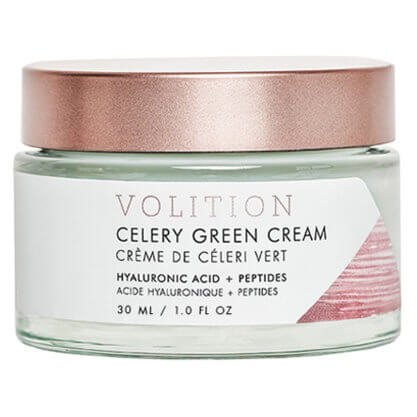 VOLITION
CELERY GREEN CREAM
CRÈME DE CÉLERI VERT
HYALURONIC ACID + PEPTIDES
ACIDE HYALURONIQUE + PEPTIDES
30 ML / 1.0 FL OZ